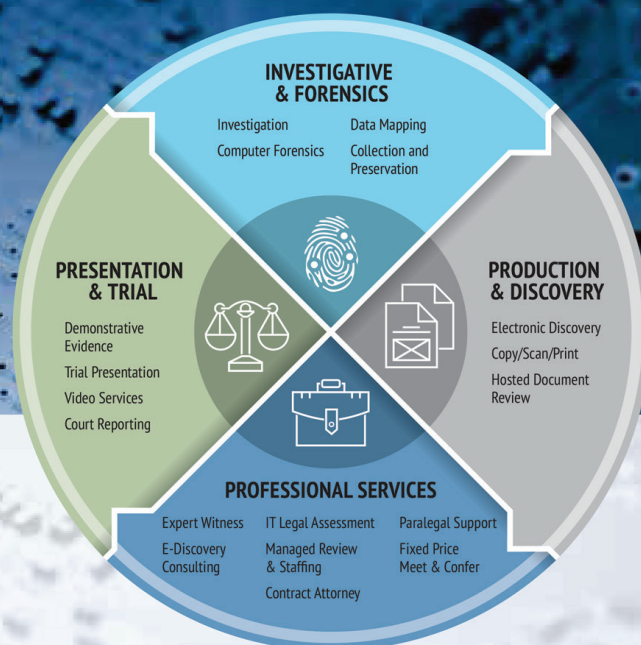 INVESTIGATIVE
& FORENSICS
Investigation
Computer Forensics
Data Mapping
Collection and
Preservation
PRESENTATION
& TRIAL
Demonstrative
Evidence
Trial Presentation
Video Services
Court Reporting
PRODUCTION
& DISCOVERY
Electronic Discovery
Copy/Scan/Print
Hosted Document
Review
PROFESSIONAL SERVICES
Expert Witness
E-Discovery
Consulting
IT Legal Assessment
Managed Review
& Staffing
Contract Attorney
Paralegal Support
Fixed Price
Meet & Confer